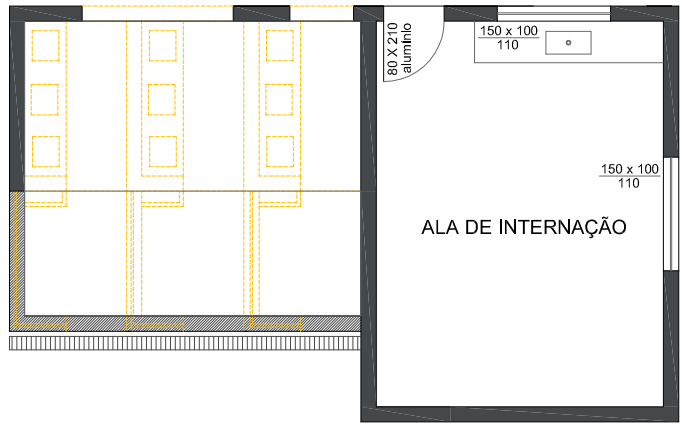 80 X 210
alumínio
150 x 100
110
150 x 100
110
ALA DE INTERNAÇÃO